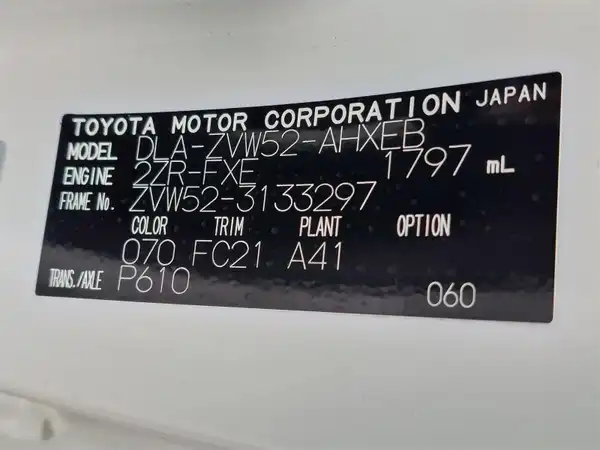 TOYOTA MOTOR CORPORATION JAPAN
MODEL DLA-ZVW52-AHXEB
ENGINE 2ZR-FXE 1797 mL
FRAME No. ZVW52-3133297
COLOR TRIM PLANT OPTION
070 FC21 A41
TRANS./AXLE P610 060